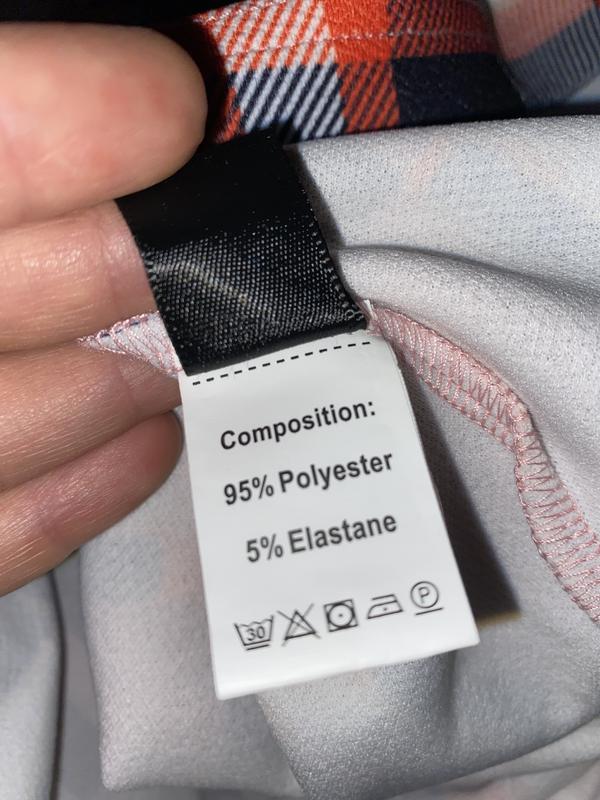 Composition:
95% Polyester
5% Elastane
30 P